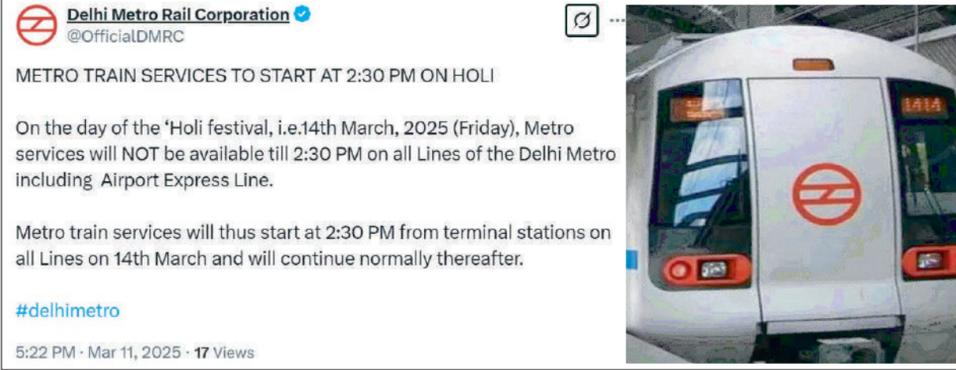 Delhi Metro Rail Corporation
@OfficialDMRC
METRO TRAIN SERVICES TO START AT 2:30 PM ON HOLI
On the day of the ‘Holi festival, i.e.14th March, 2025 (Friday), Metro
services will NOT be available till 2:30 PM on all Lines of the Delhi Metro
including Airport Express Line.
Metro train services will thus start at 2:30 PM from terminal stations on
all Lines on 14th March and will continue normally thereafter.
#delhimetro
5:22 PM · Mar 11, 2025 · 17 Views
1414